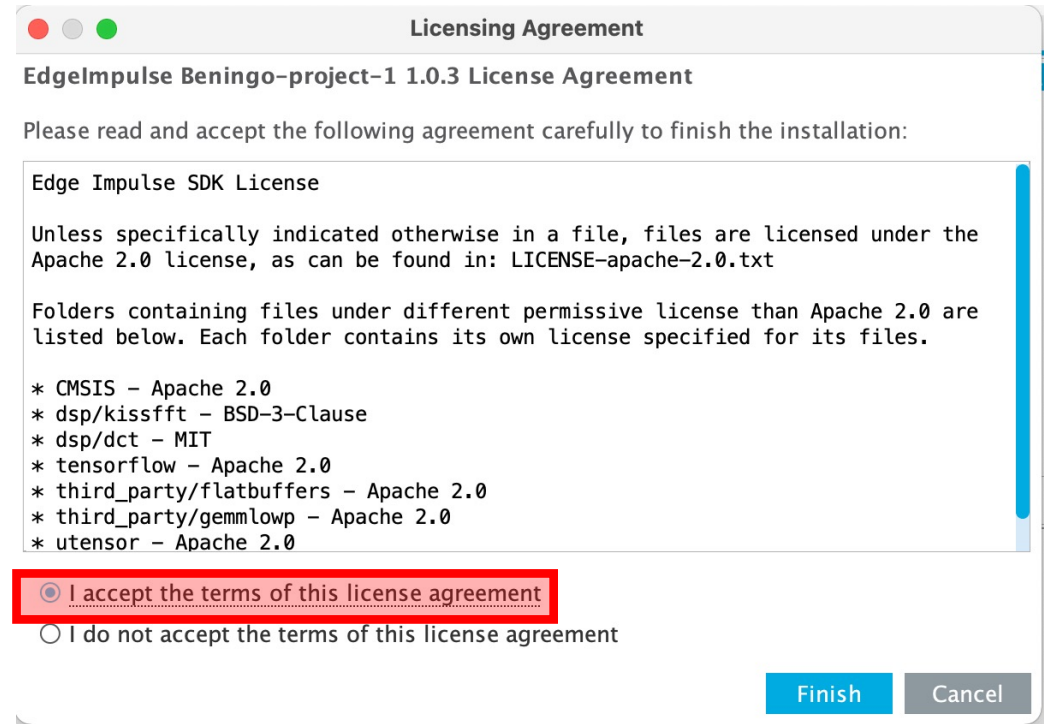 Licensing Agreement
EdgeImpulse Beningo-project-1 1.0.3 License Agreement
Please read and accept the following agreement carefully to finish the installation:
Edge Impulse SDK License
Unless specifically indicated otherwise in a file, files are licensed under the
Apache 2.0 license, as can be found in: LICENSE-apache-2.0.txt
Folders containing files under different permissive license than Apache 2.0 are
listed below. Each folder contains its own license specified for its files.
* CMSIS - Apache 2.0
* dsp/kissfft - BSD-3-Clause
* dsp/dct - MIT
* tensorflow - Apache 2.0
* third_party/flatbuffers - Apache 2.0
* third_party/gemmlowp - Apache 2.0
* utensor - Apache 2.0
I accept the terms of this license agreement
I do not accept the terms of this license agreement
Finish Cancel